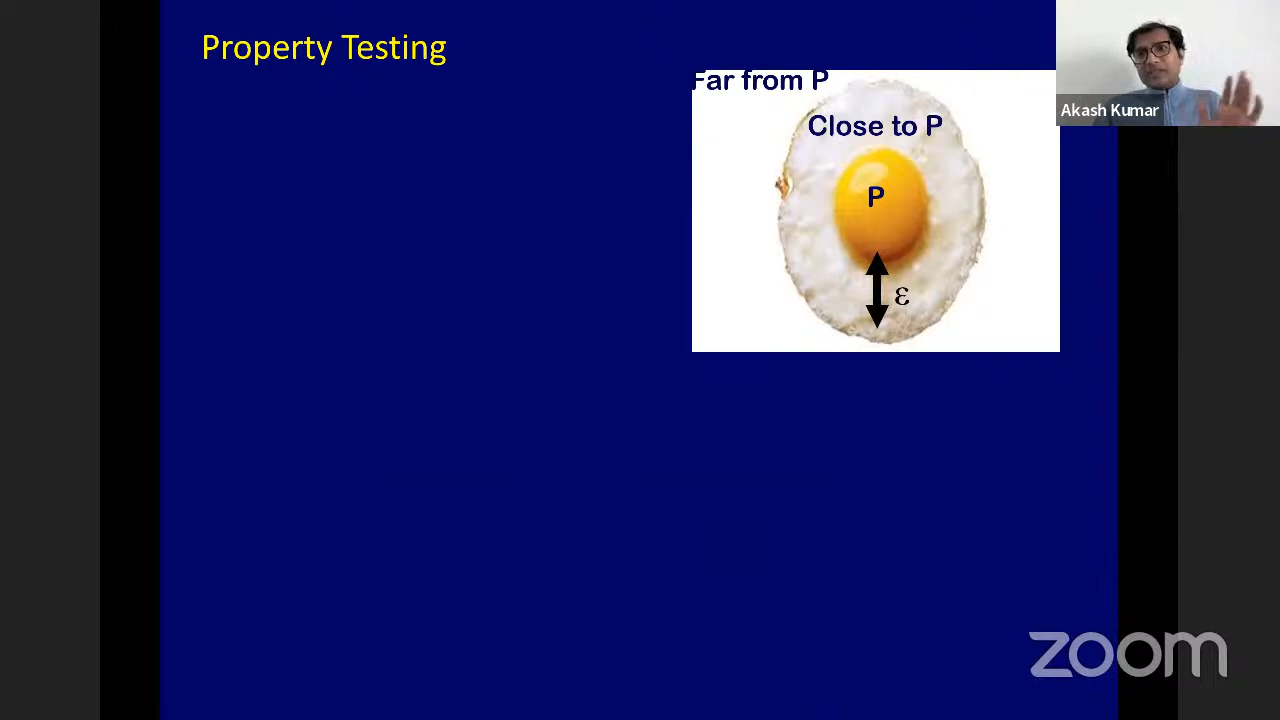 Property Testing
Far from P
Close to P
P
ε
Akash Kumar
zoom